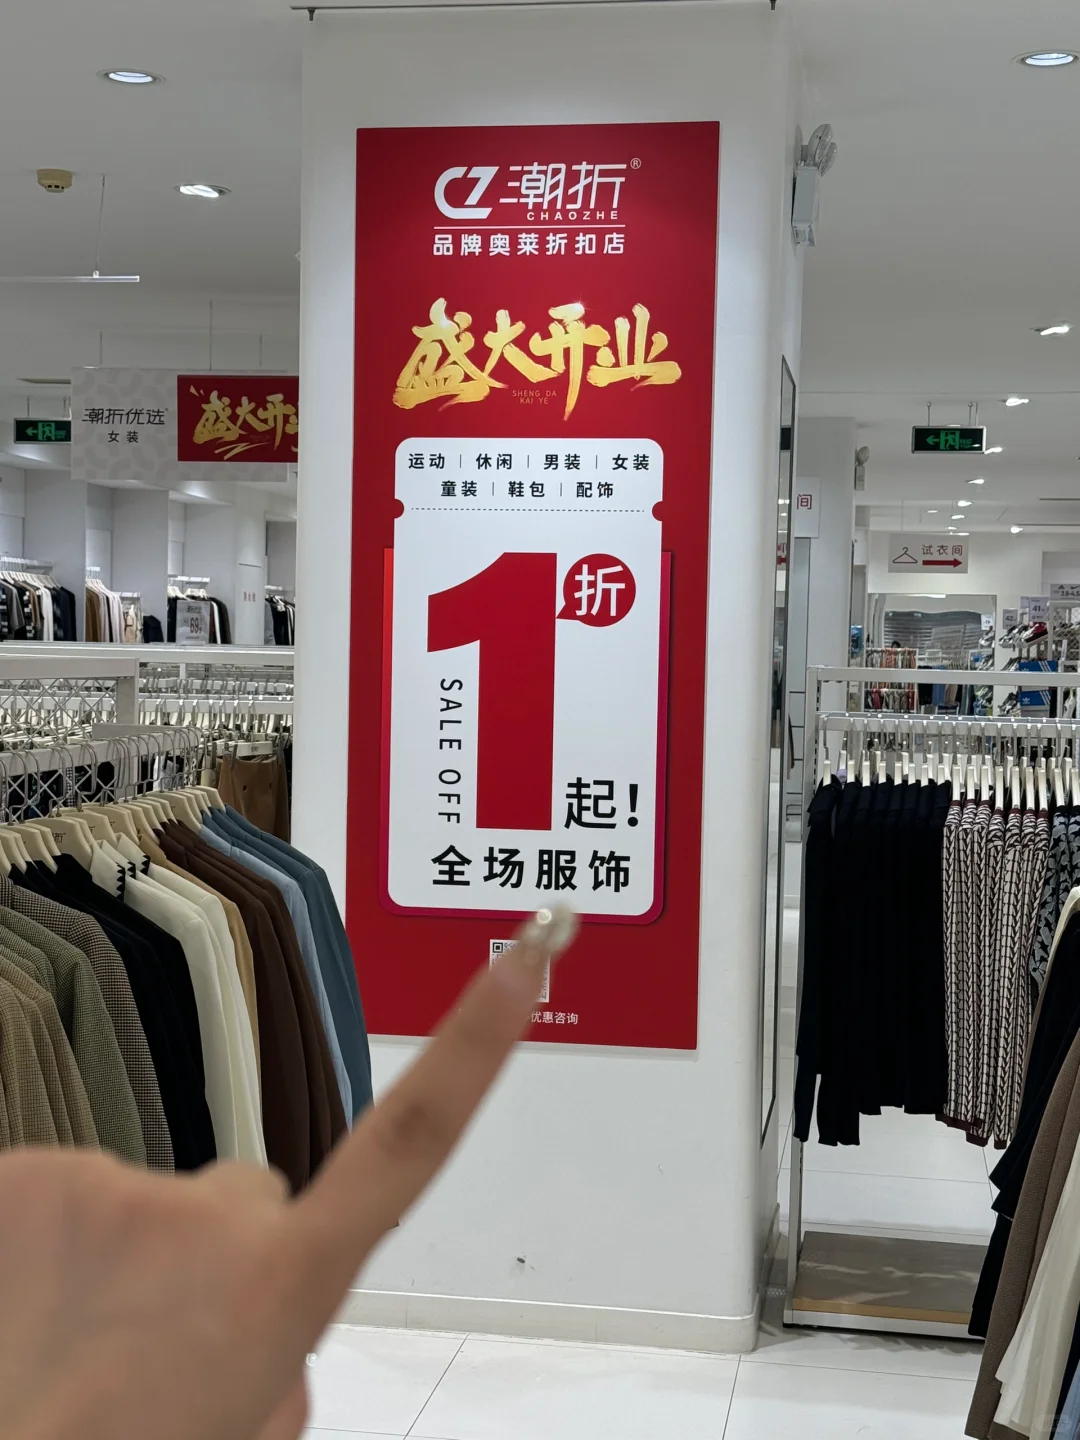 CZ潮折®
CHAOZHE
品牌奥莱折扣店
盛大开业
SHENG DA
KAI YE
运动 | 休闲 | 男装 | 女装
童装 | 鞋包 | 配饰
1折
起!
SALE OFF
全场服饰
优惠咨询
潮折优选
女装
盛大开
间
试衣间